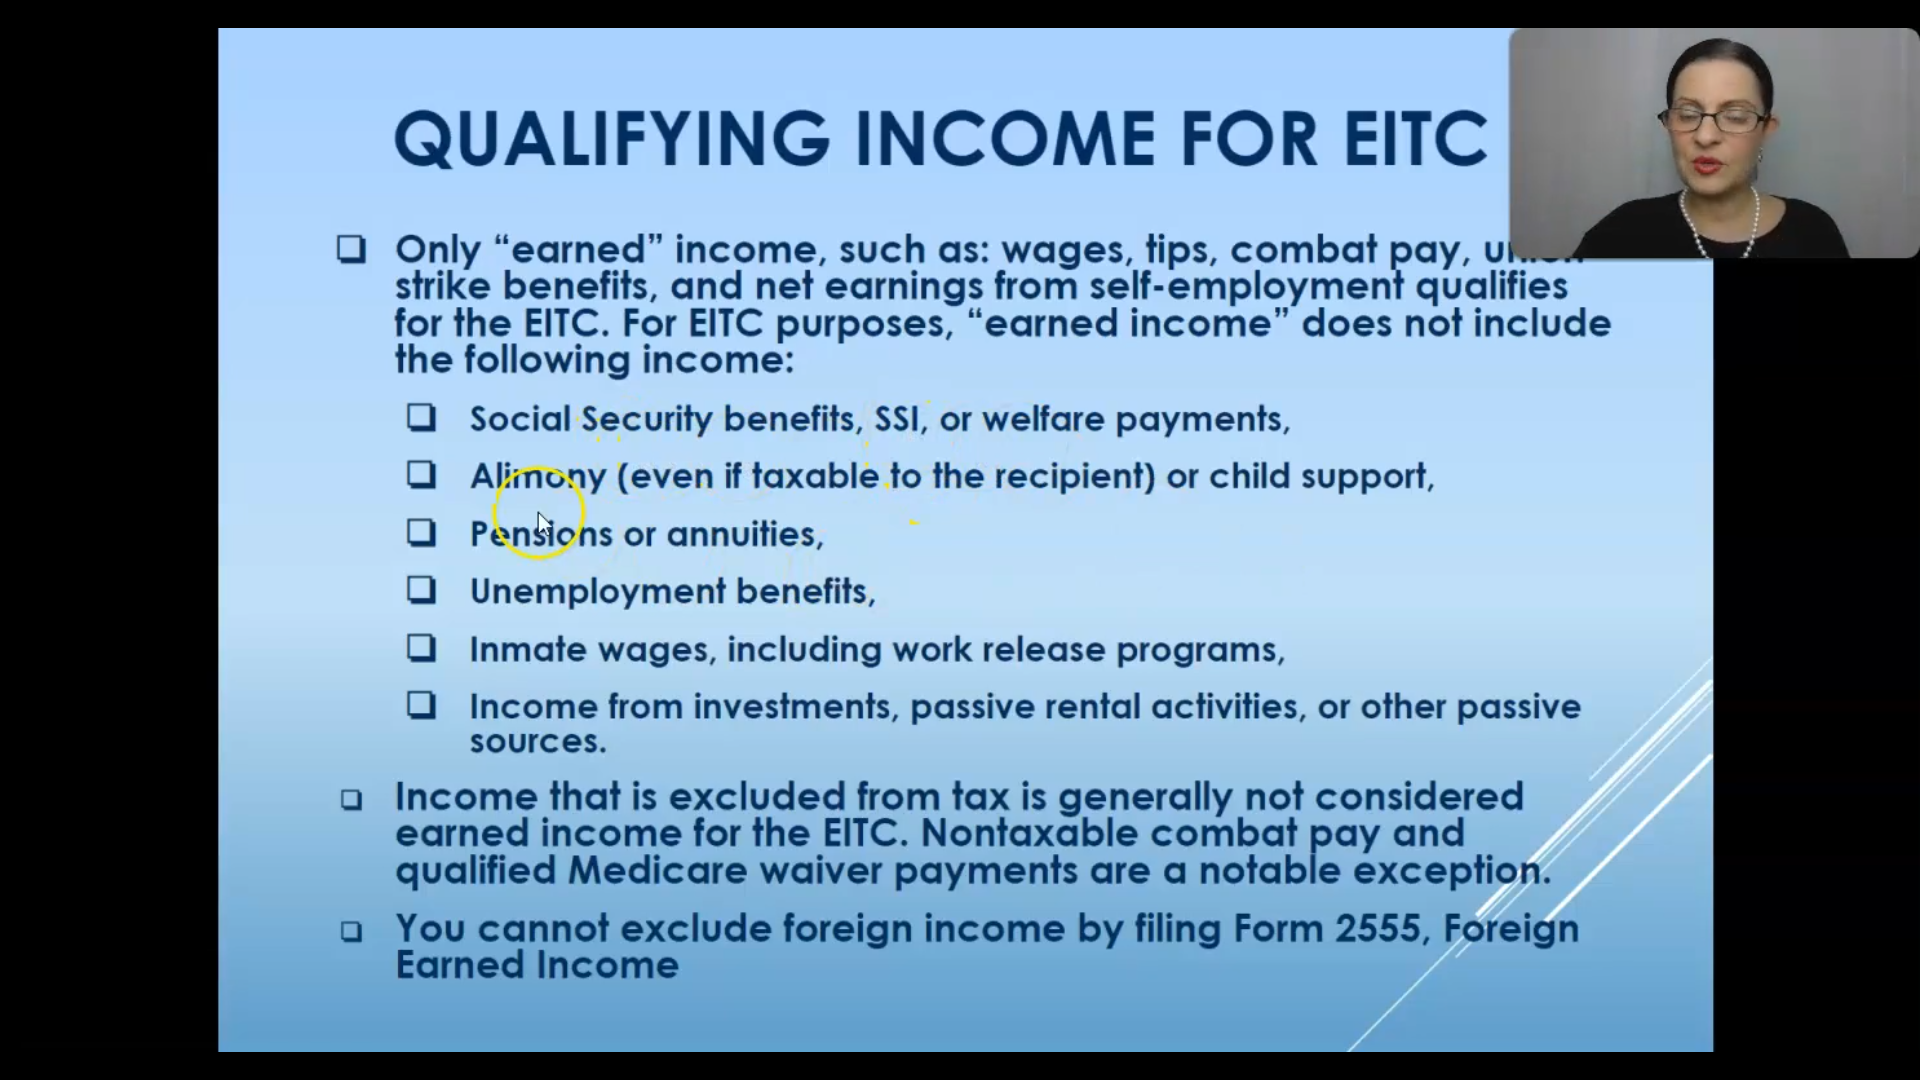 QUALIFYING INCOME FOR EITC
Only “earned” income, such as: wages, tips, combat pay, union
strike benefits, and net earnings from self-employment qualifies
for the EITC. For EITC purposes, “earned income” does not include
the following income:
Social Security benefits, SSI, or welfare payments,
Alimony (even if taxable to the recipient) or child support,
Pensions or annuities,
Unemployment benefits,
Inmate wages, including work release programs,
Income from investments, passive rental activities, or other passive
sources.
Income that is excluded from tax is generally not considered
earned income for the EITC. Nontaxable combat pay and
qualified Medicare waiver payments are a notable exception.
You cannot exclude foreign income by filing Form 2555, Foreign
Earned Income